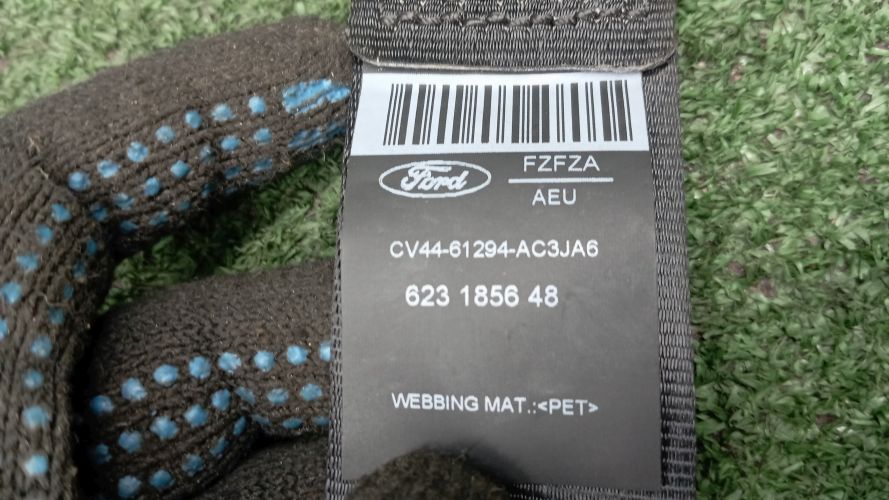 Ford
FZFZA
AEU
CV44-61294-AC3JA6
623 1856 48
WEBBING MAT.:<PET>